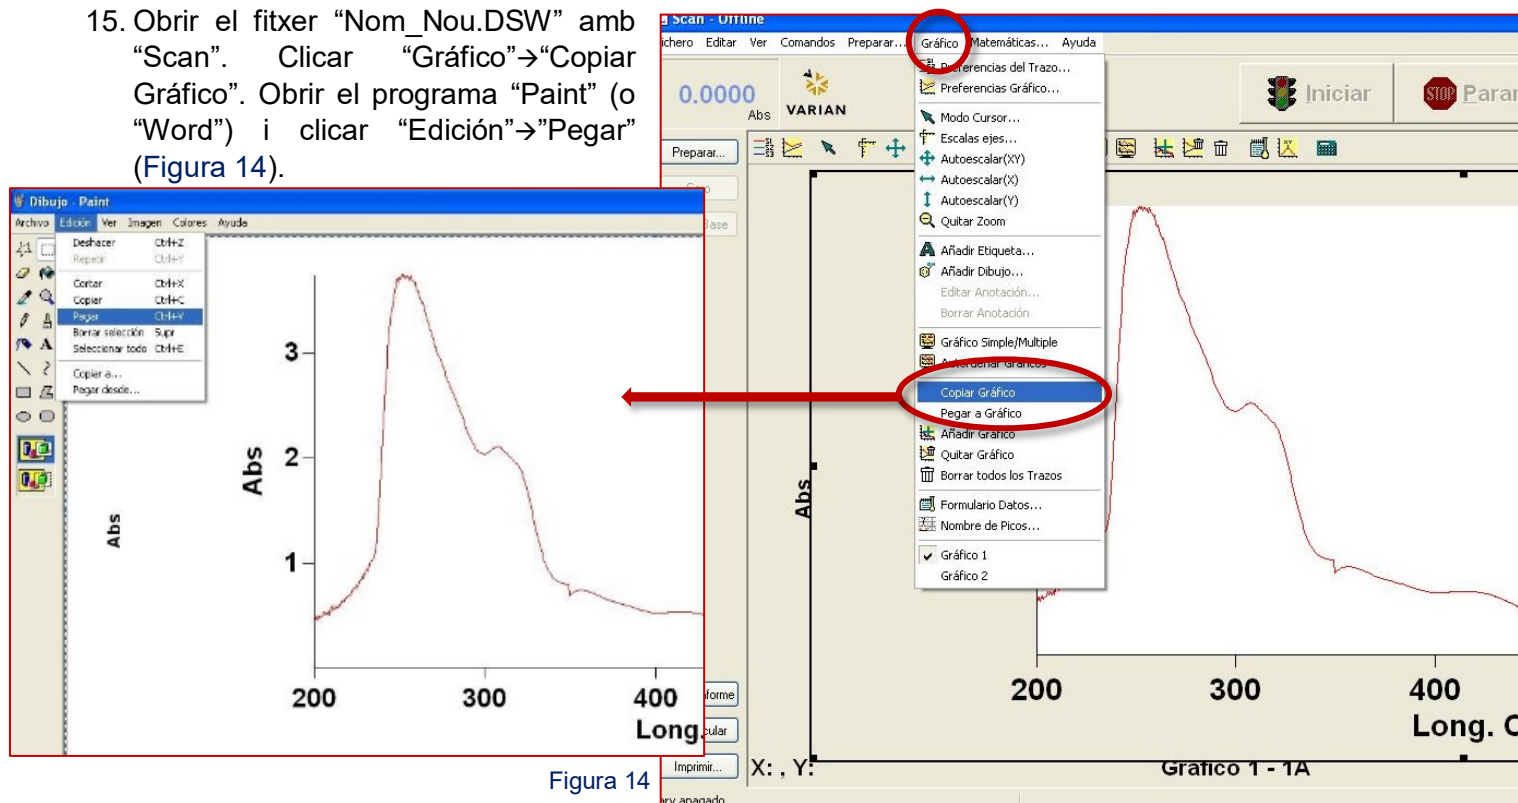 15. Obrir el fitxer “Nom_Nou.DSW” amb
“Scan”. Clicar “Gráfico”→“Copiar
Gráfico”. Obrir el programa “Paint” (o
“Word”) i clicar “Edición”→”Pegar”
(Figura 14).
Dibujo - Paint
Archivo Edición Ver Imagen Colores Ayuda
Deshacer Ctrl+Z
Repetir Ctrl+Y
Cortar Ctrl+X
Copiar Ctrl+C
Pegar Ctrl+V
Borrar selección Supr
Seleccionar todo Ctrl+E
Copiar a...
Pegar desde...
Abs
Abs
3
2
1
200 300 400
Long.
Figura 14
Scan - Offline
Editar Ver Comandos Preparar... Gráfico Matemáticas... Ayuda
0.0000
Abs
VARIAN
Iniciar
STOP Parar
Preparar...
Imprimir...
Preferencias del Trazo...
Preferencias Gráfico...
Modo Cursor...
Escalas ejes...
Autoescalar(XY)
Autoescalar(X)
Autoescalar(Y)
Quitar Zoom
Añadir Etiqueta...
Añadir Dibujo...
Editar Anotación...
Borrar Anotación
Gráfico Simple/Multiple
Autordenar Gráficos
Copiar Gráfico
Pegar a Gráfico
Añadir Gráfico
Quitar Gráfico
Borrar todos los Trazos
Formulario Datos...
Nombre de Picos...
Gráfico 1
Gráfico 2
Abs
200 300 400
Long.
X: , Y:
Gráfico 1 - 1A
apagado